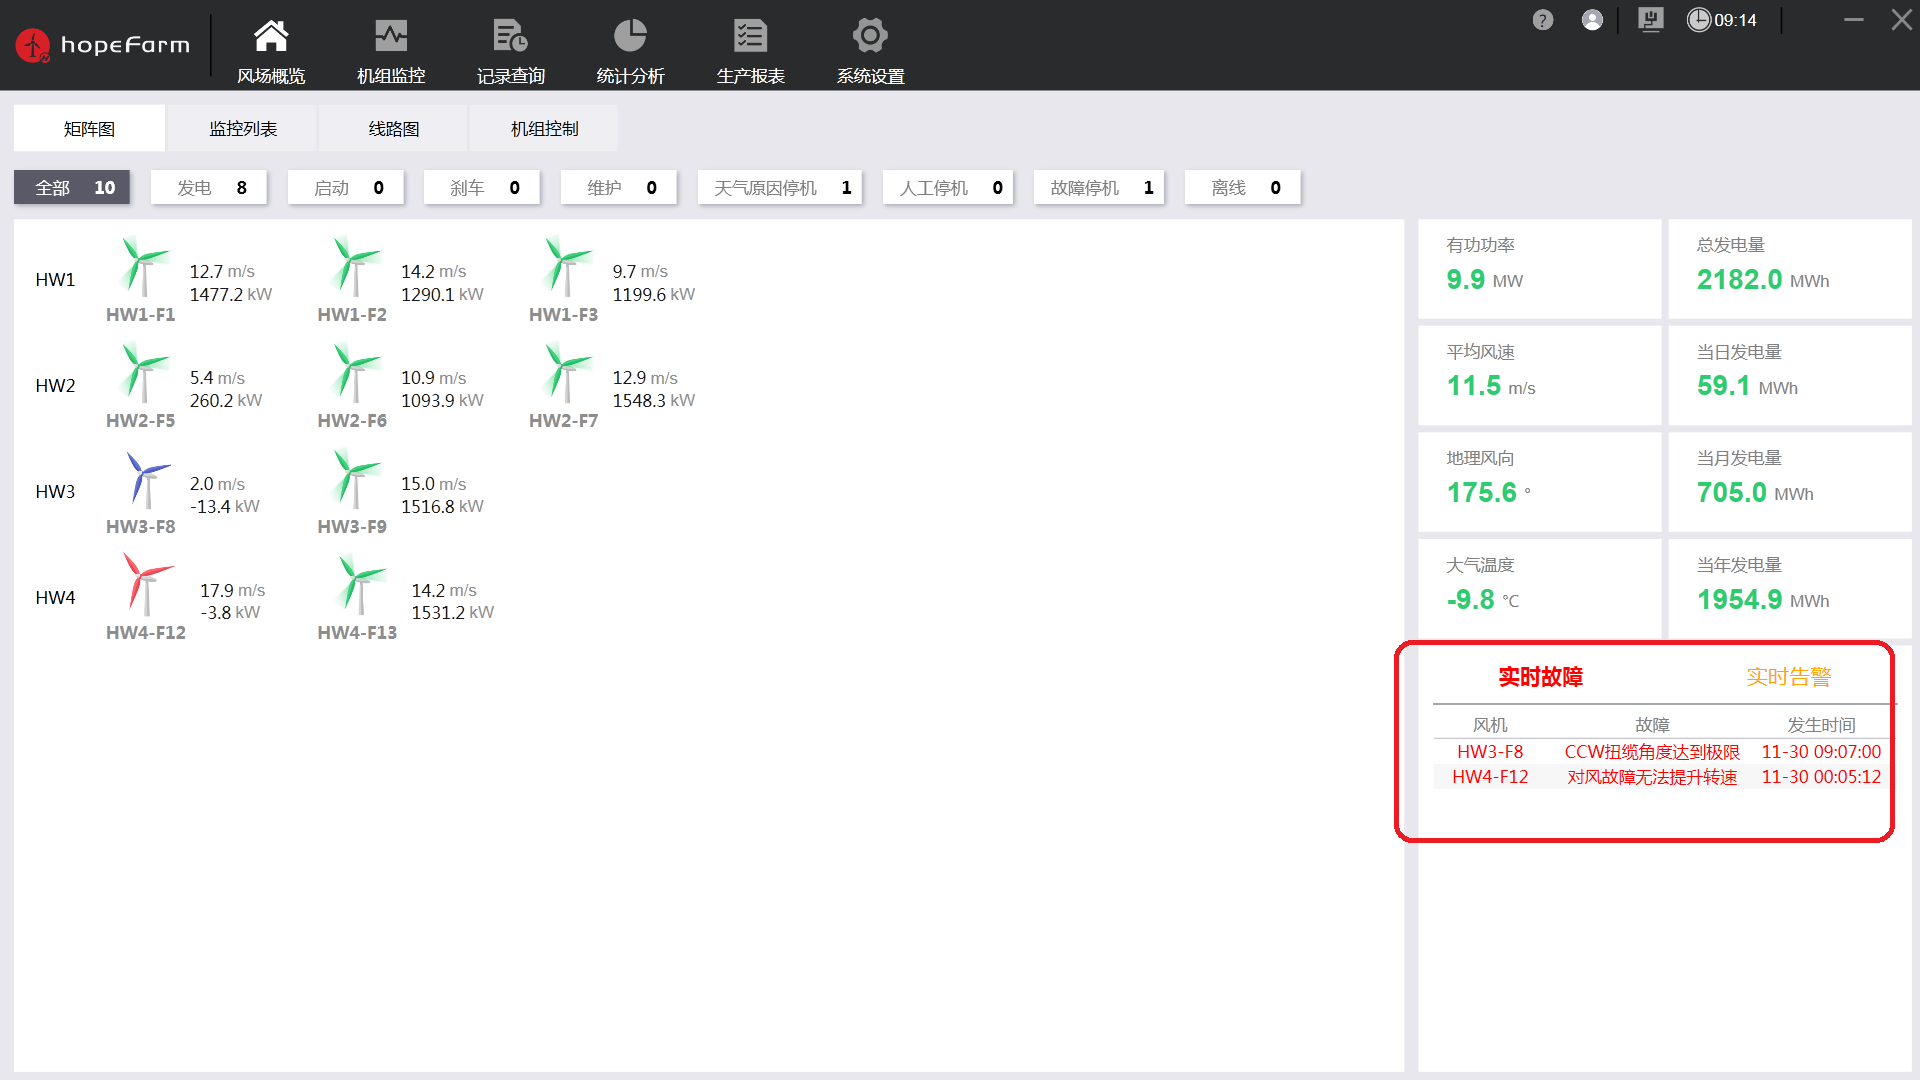 hopeFarm
风场概览 机组监控 记录查询 统计分析 生产报表 系统设置
? 09:14
矩阵图 监控列表 线路图 机组控制
全部 10 发电 8 启动 0 刹车 0 维护 0 天气原因停机 1 人工停机 0 故障停机 1 离线 0
HW1
12.7 m/s
1477.2 kW
HW1-F1
14.2 m/s
1290.1 kW
HW1-F2
9.7 m/s
1199.6 kW
HW1-F3
HW2
5.4 m/s
260.2 kW
HW2-F5
10.9 m/s
1093.9 kW
HW2-F6
12.9 m/s
1548.3 kW
HW2-F7
HW3
2.0 m/s
-13.4 kW
HW3-F8
15.0 m/s
1516.8 kW
HW3-F9
HW4
17.9 m/s
-3.8 kW
HW4-F12
14.2 m/s
1531.2 kW
HW4-F13
有功功率
9.9 MW
总发电量
2182.0 MWh
平均风速
11.5 m/s
当日发电量
59.1 MWh
地理风向
175.6 °
当月发电量
705.0 MWh
大气温度
-9.8 °C
当年发电量
1954.9 MWh
实时故障 实时告警
风机 故障 发生时间
HW3-F8 CCW扭缆角度达到极限 11-30 09:07:00
HW4-F12 对风故障无法提升转速 11-30 00:05:12